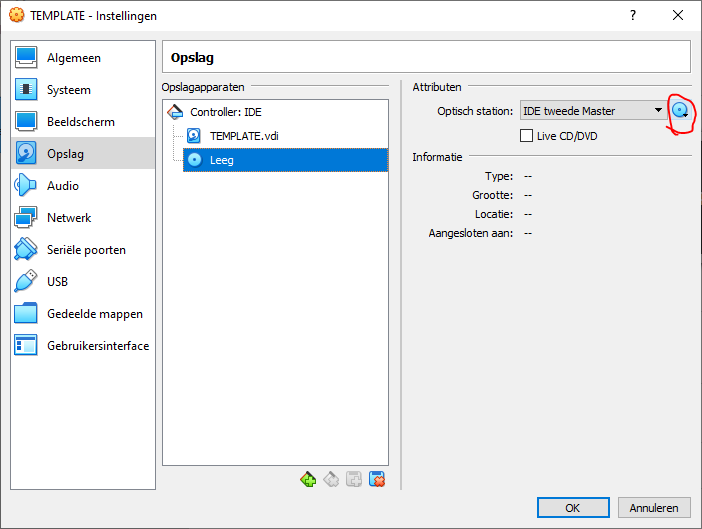 TEMPLATE - Instellingen
?
Algemeen
Systeem
Beeldscherm
Opslag
Audio
Netwerk
Seriële poorten
USB
Gedeelde mappen
Gebruikersinterface
Opslag
Opslagapparaten
Controller: IDE
TEMPLATE.vdi
Leeg
Attributen
Optisch station: IDE tweede Master
Live CD/DVD
Informatie
Type: --
Grootte: --
Locatie: --
Aangesloten aan: --
OK
Annuleren